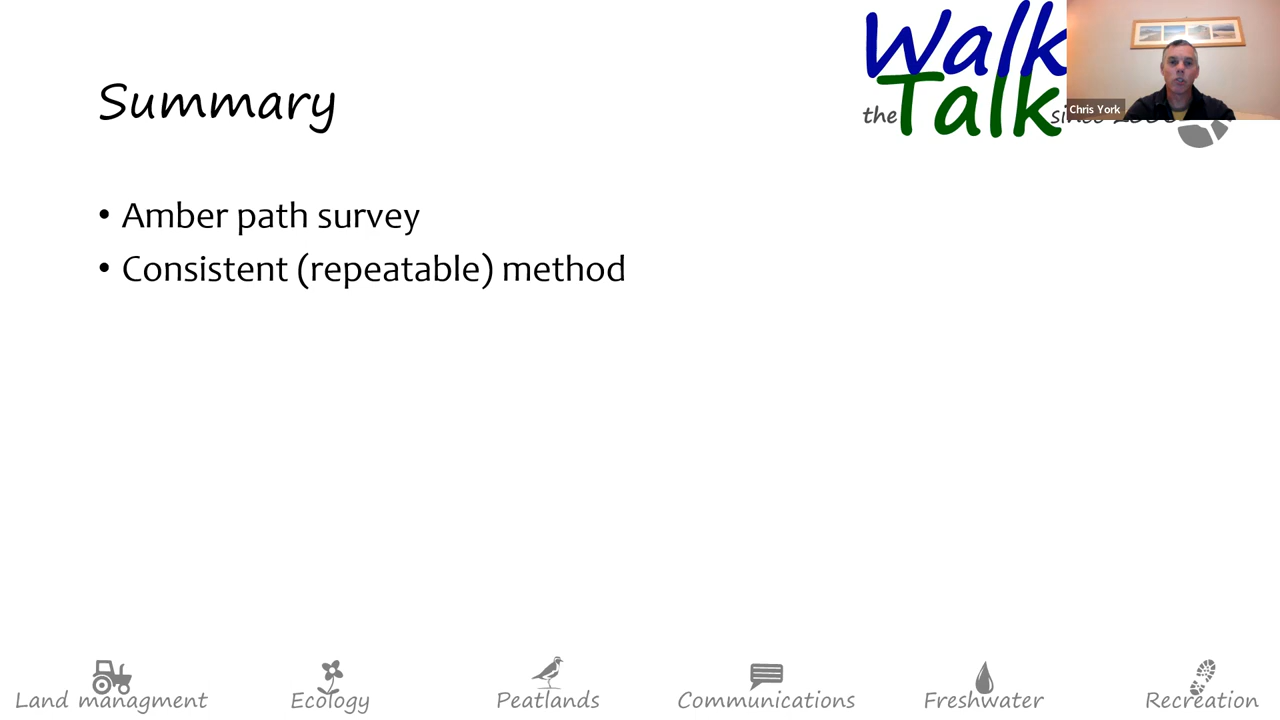 Walk
Summary
the Talk
Chris York
• Amber path survey
• Consistent (repeatable) method
Land managment
Ecology
Peatlands
Communications
Freshwater
Recreation